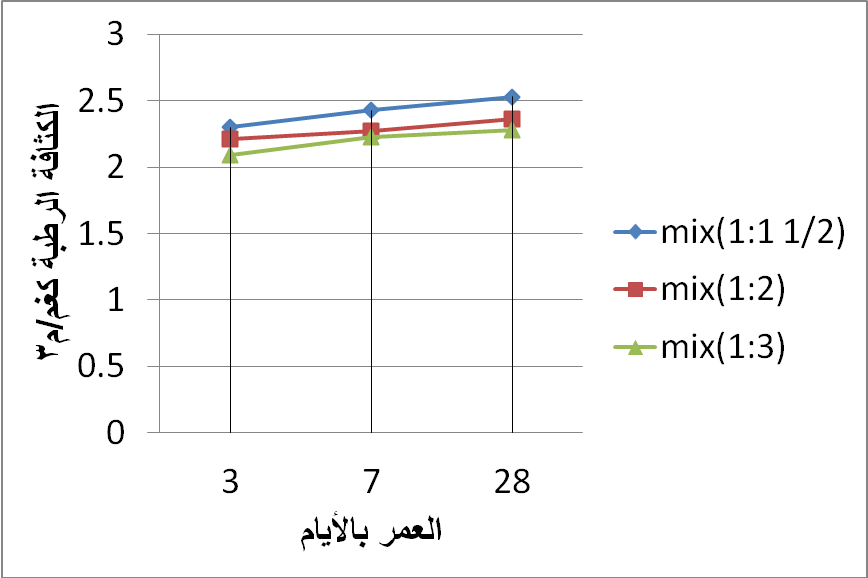 الكثافة الرطبة كغم/م٣
3
2.5
2
1.5
1
0.5
0
3 7 28
العمر بالأيام
mix(1:1 1/2)
mix(1:2)
mix(1:3)